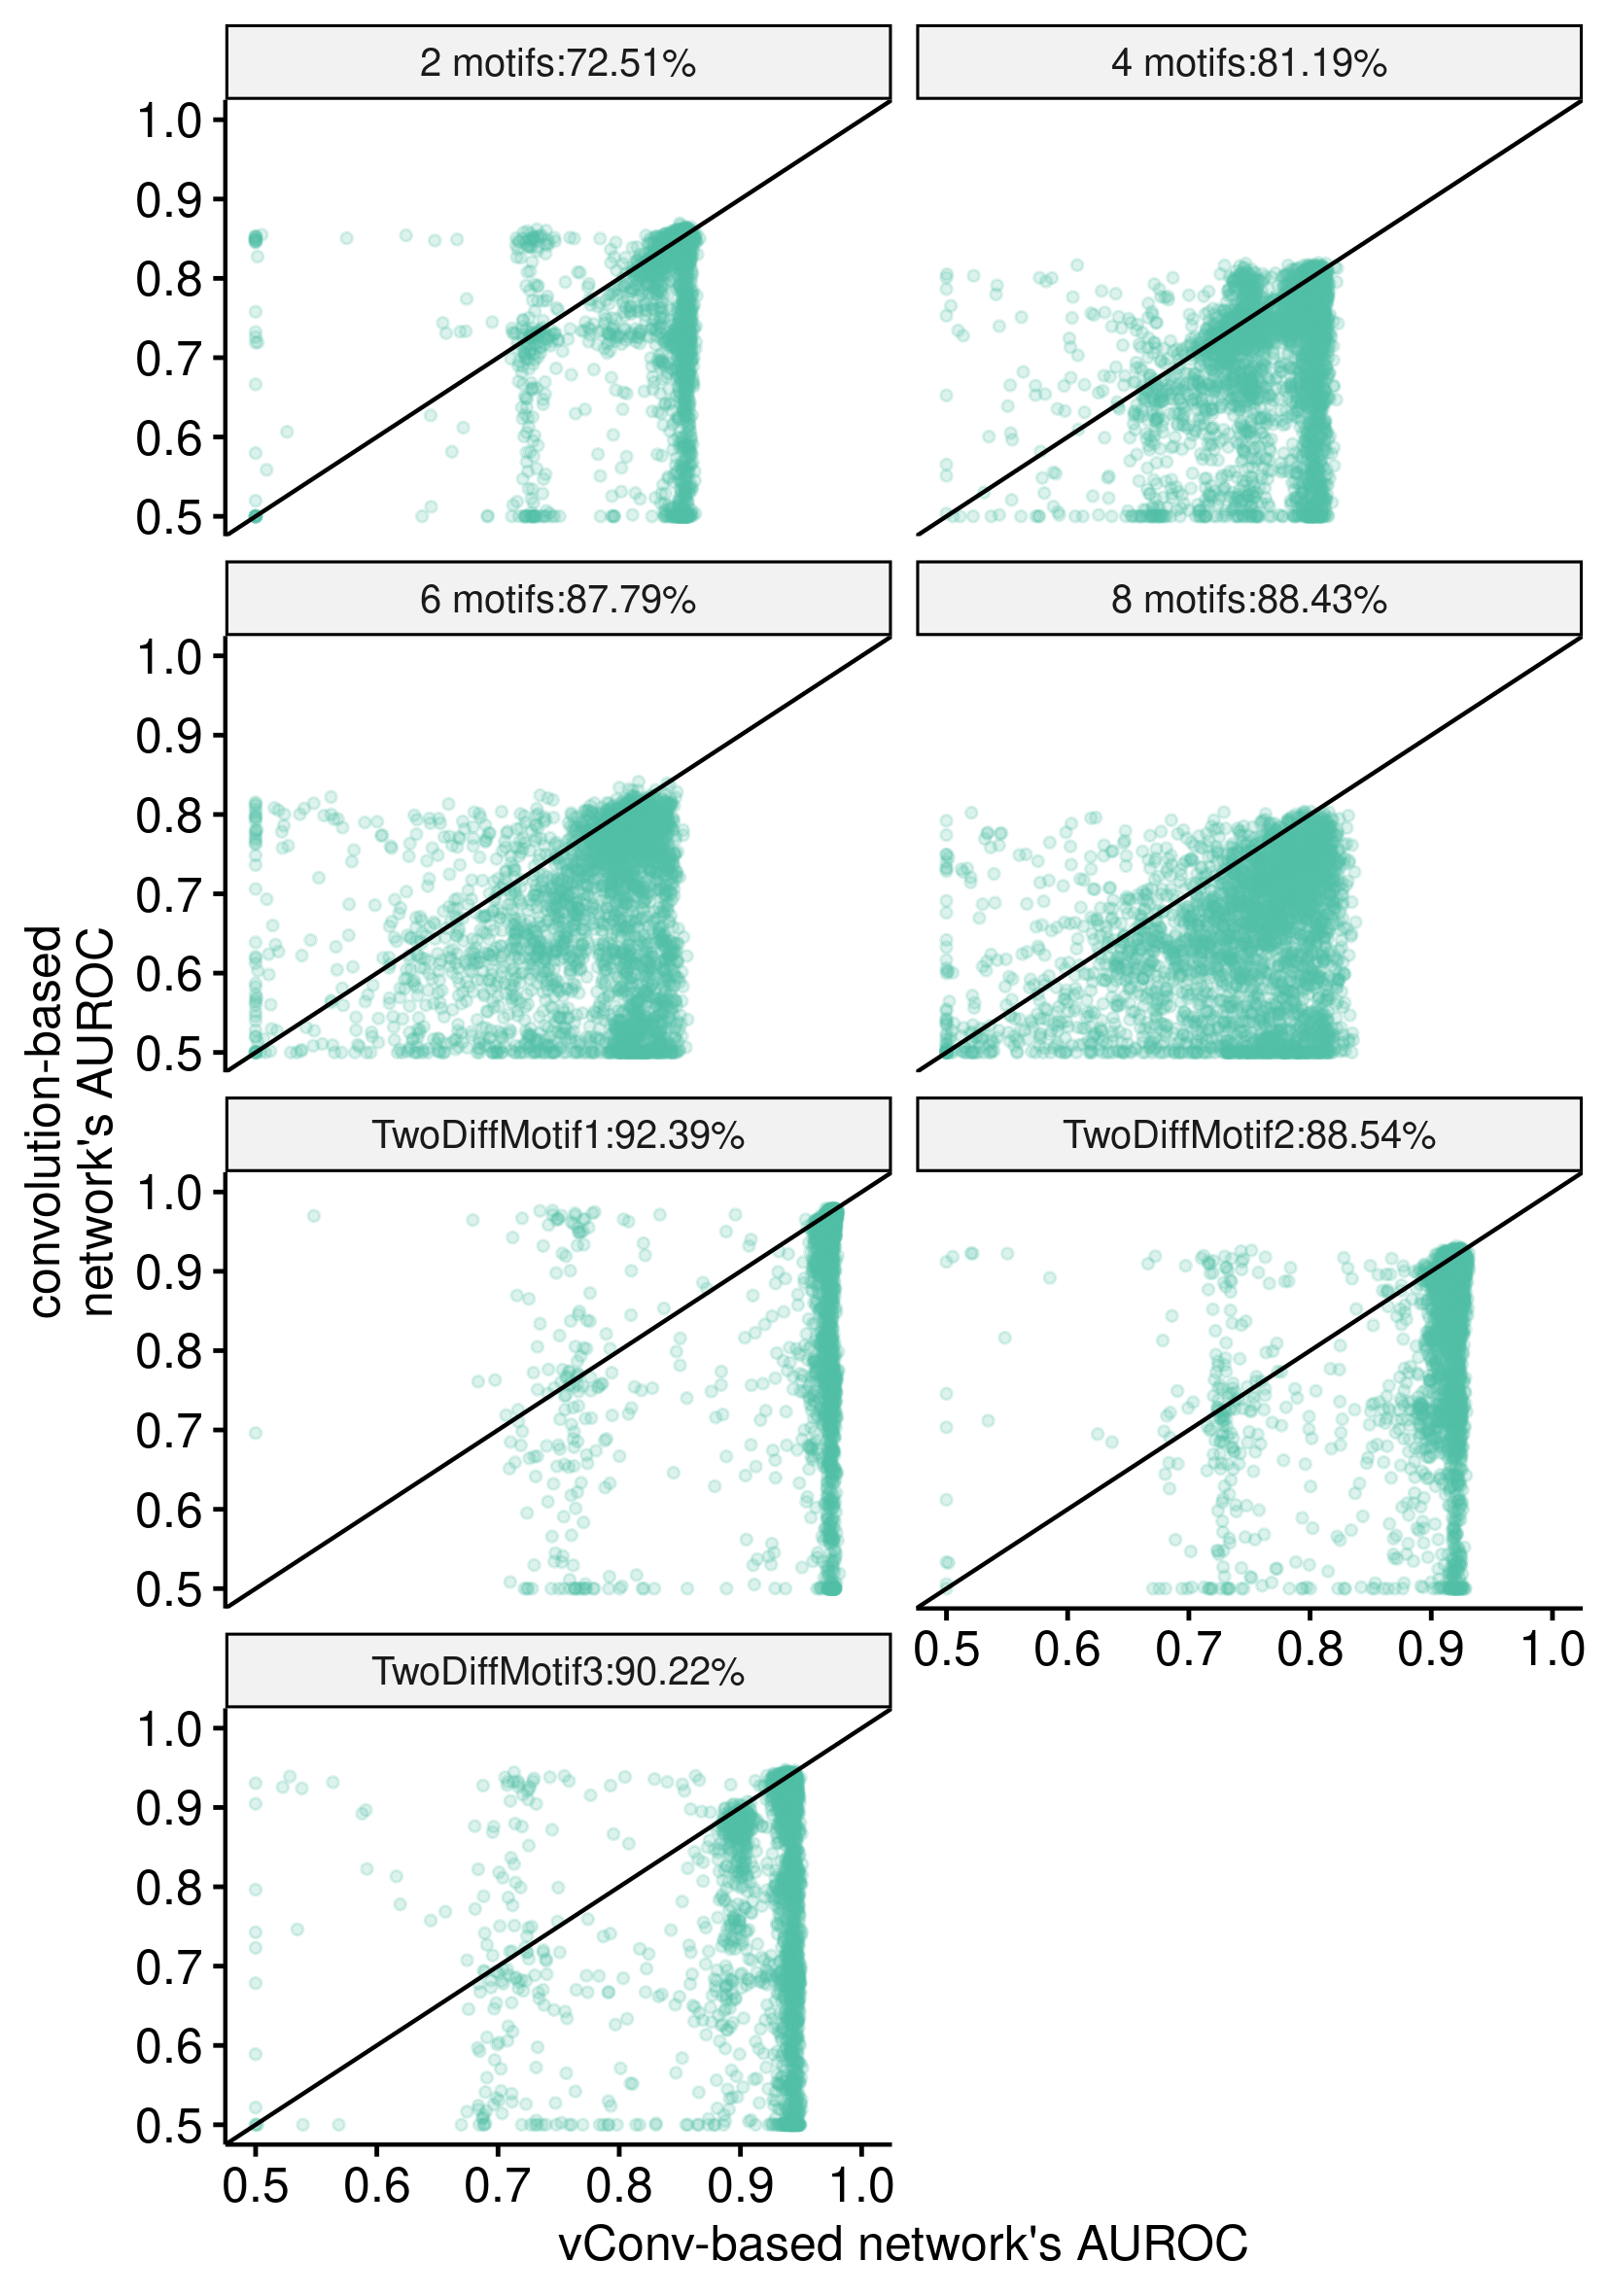 2 motifs:72.51%
4 motifs:81.19%
1.0
0.9
0.8
0.7
0.6
0.5
6 motifs:87.79%
8 motifs:88.43%
1.0
0.9
0.8
0.7
0.6
0.5
convolution-based
network's AUROC
TwoDiffMotif1:92.39%
TwoDiffMotif2:88.54%
1.0
0.9
0.8
0.7
0.6
0.5
0.5 0.6 0.7 0.8 0.9 1.0
TwoDiffMotif3:90.22%
1.0
0.9
0.8
0.7
0.6
0.5
0.5 0.6 0.7 0.8 0.9 1.0
vConv-based network's AUROC